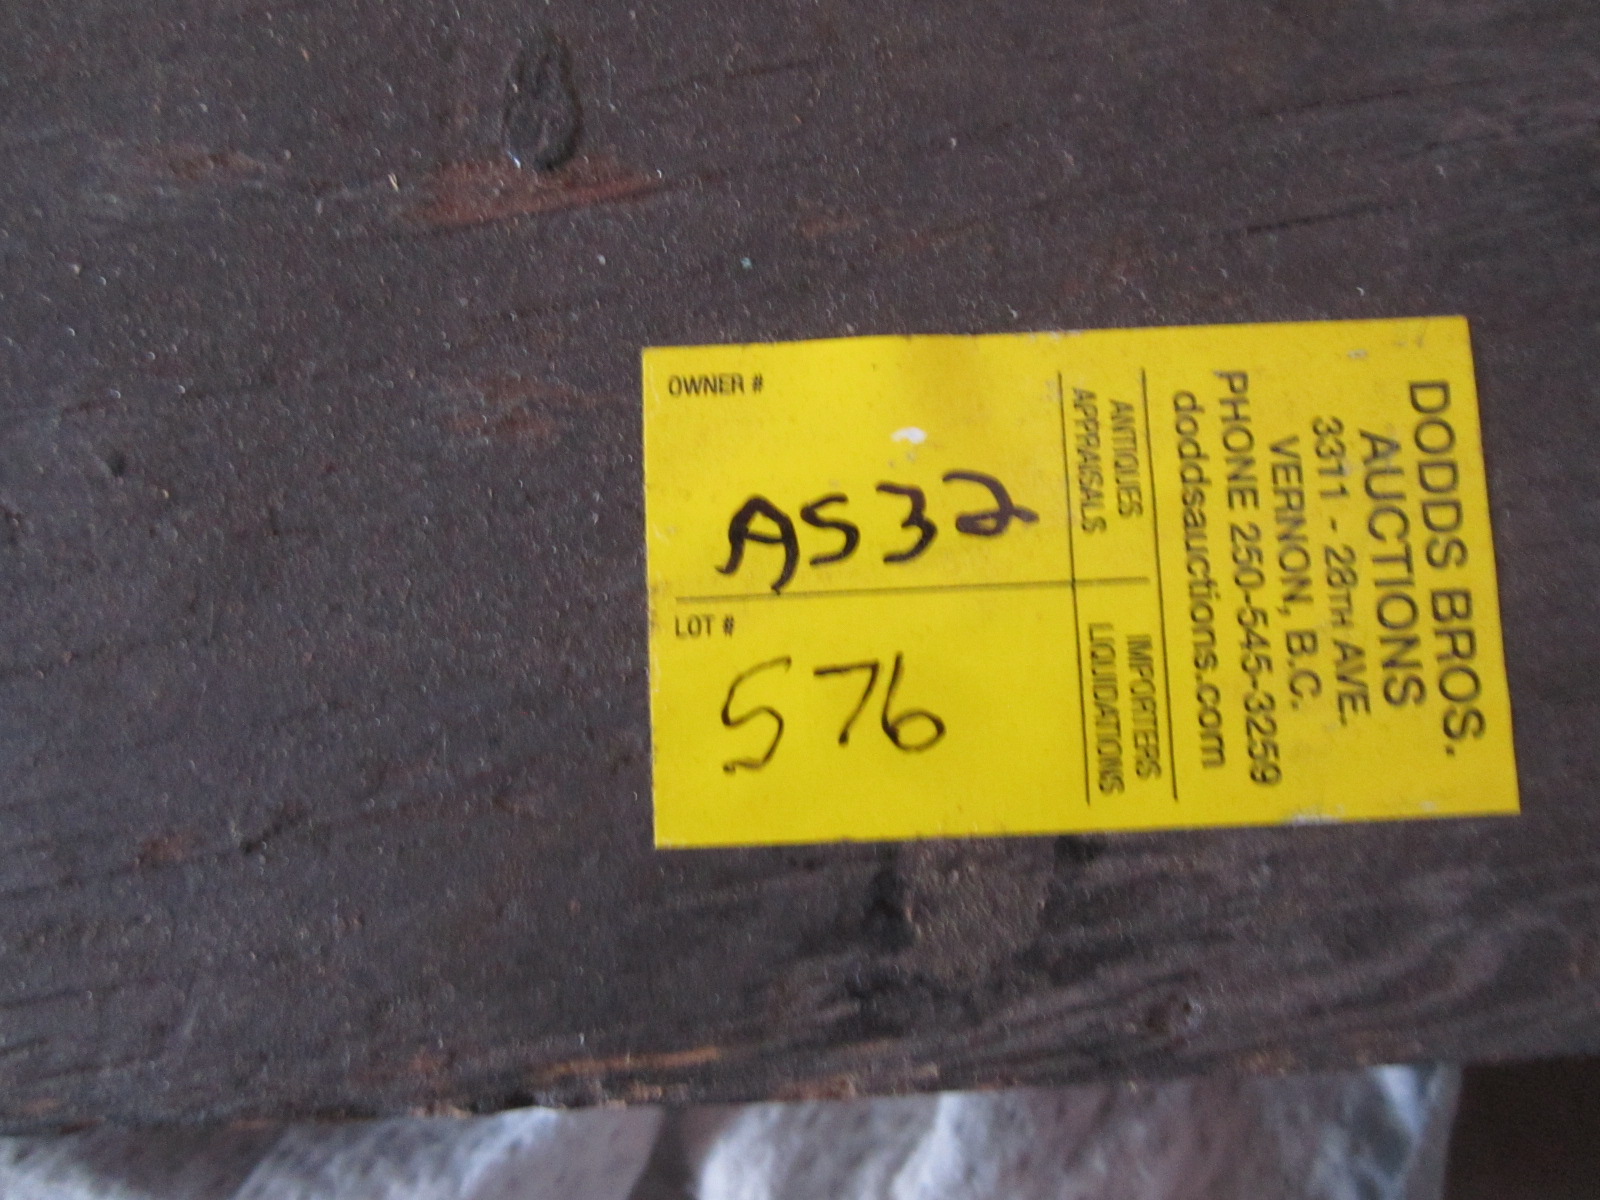 DODDS BROS.
AUCTIONS
3311 - 28TH AVE.
VERNON, B.C.
PHONE 250-545-3259
doddsauctions.com
ANTIQUES
APPRAISALS
IMPORTERS
LIQUIDATIONS
OWNER #
AS32
LOT #
576